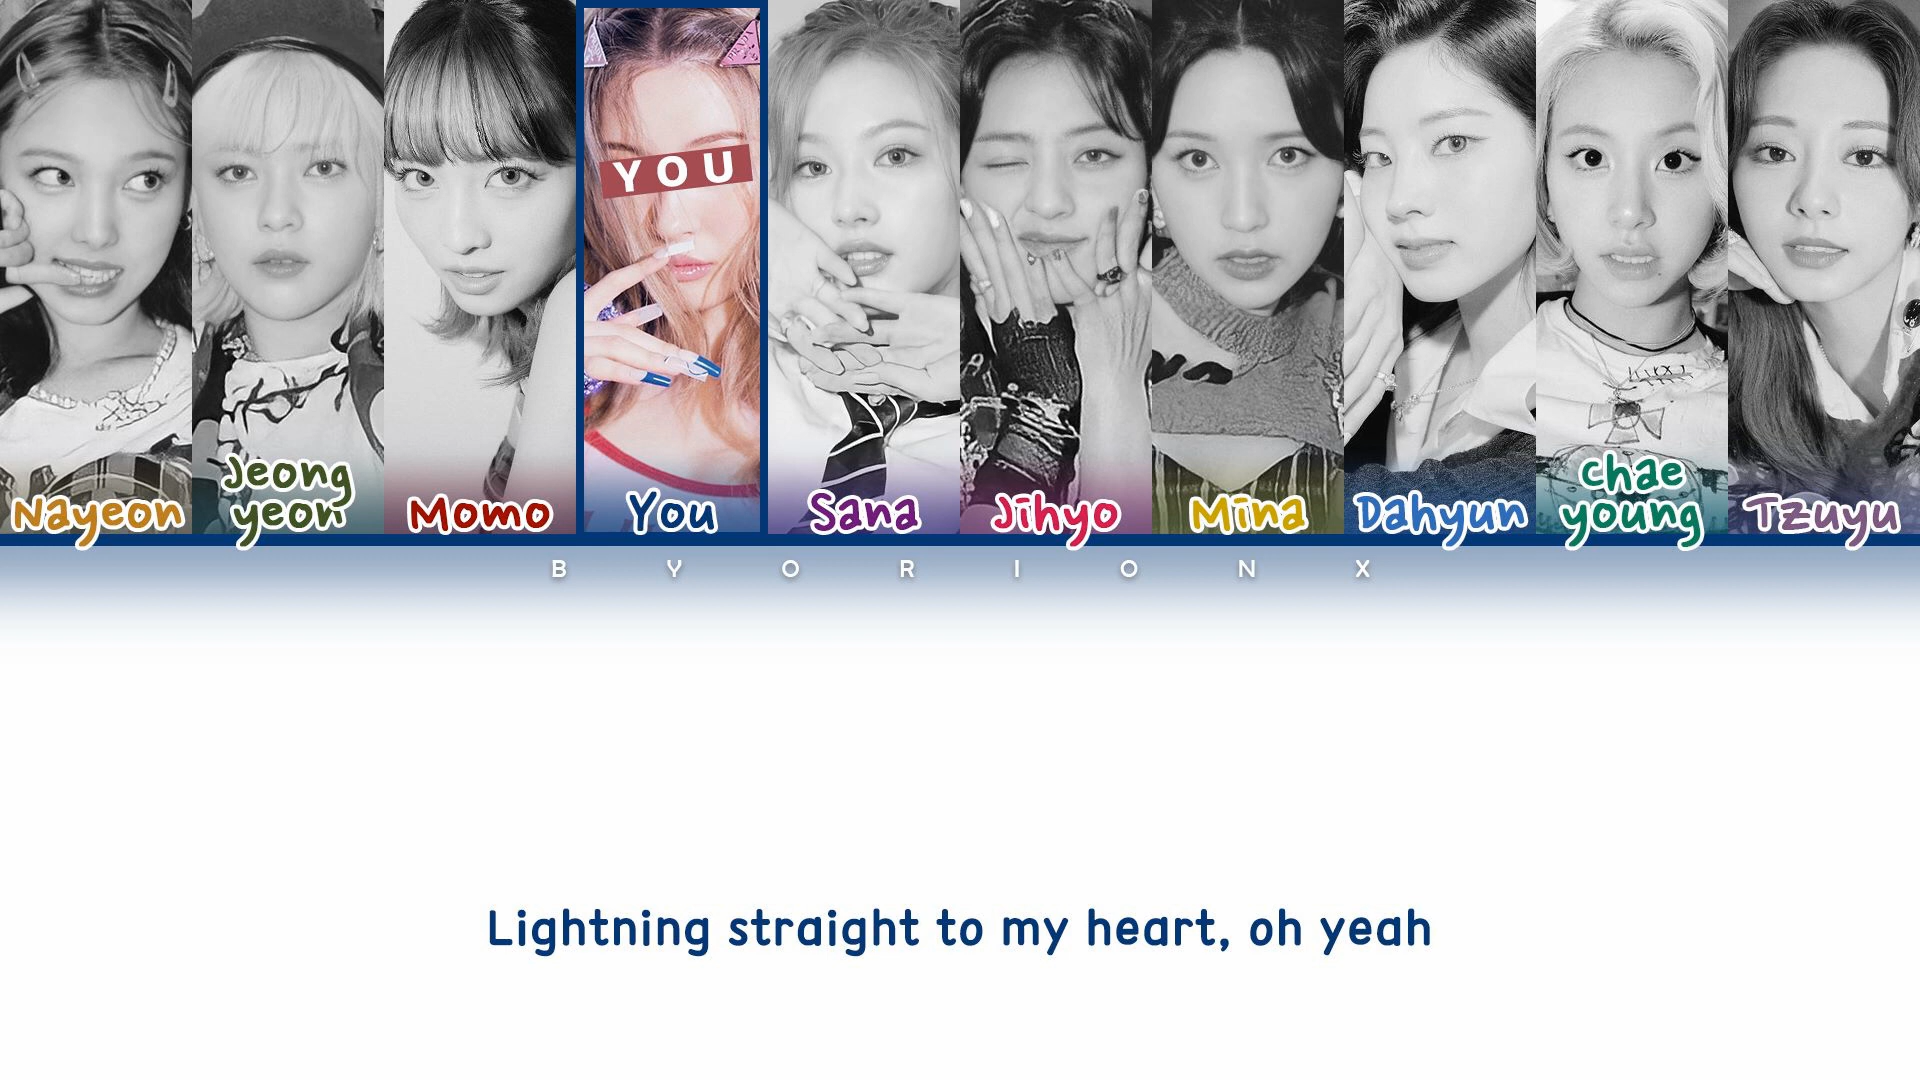 YOU
Nayeon
Jeong
yeon
Momo
You
Sana
Jihyo
Mina
Dahyun
Chae
young
Tzuyu
B Y O R I O N X
Lightning straight to my heart, oh yeah